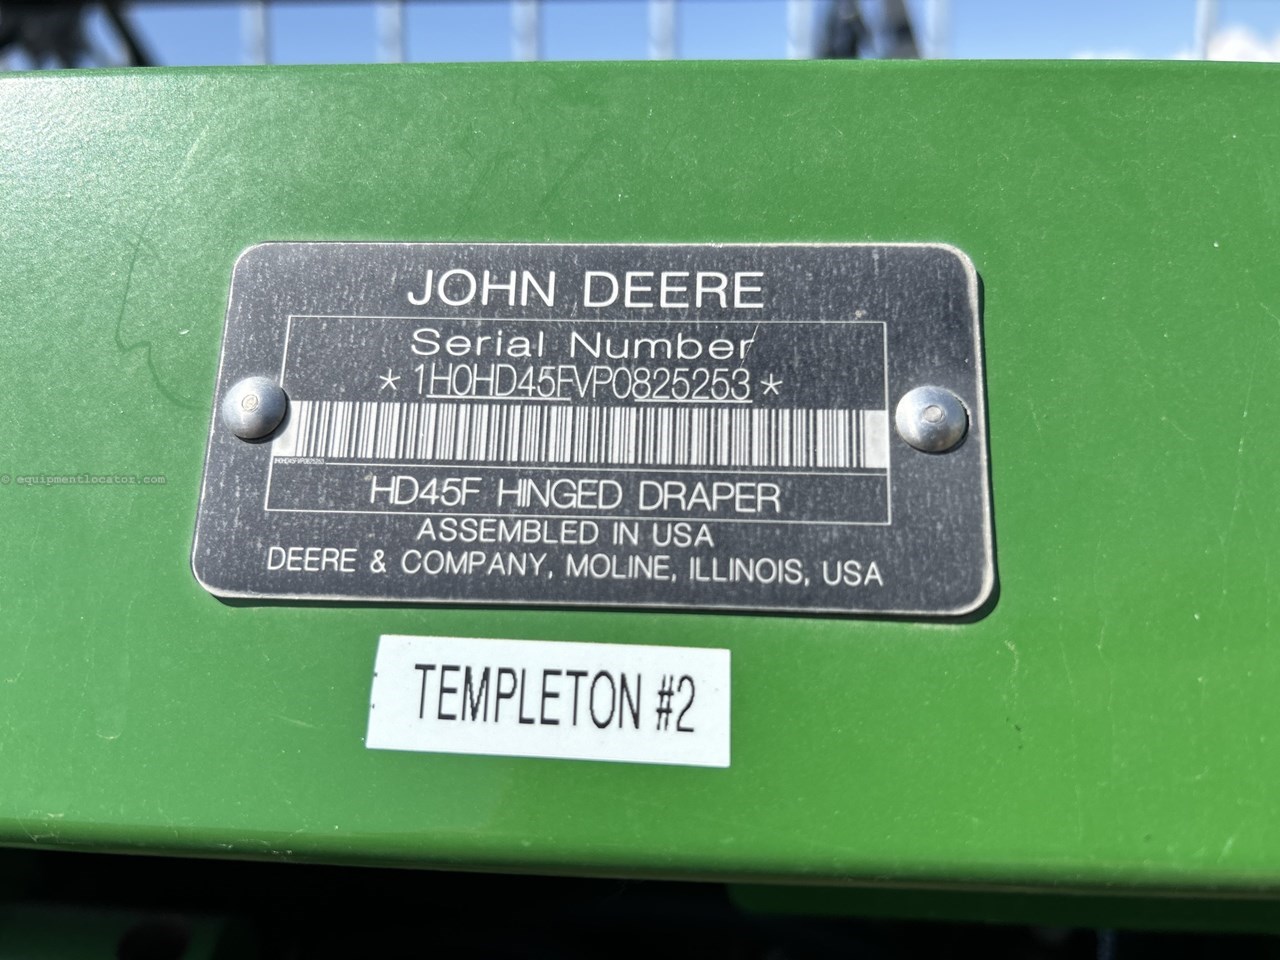 JOHN DEERE
Serial Number
*1H0HD45FVP0825253*
HD45F HINGED DRAPER
ASSEMBLED IN USA
DEERE & COMPANY, MOLINE, ILLINOIS, USA
TEMPLETON #2
© equipmentlocator.com